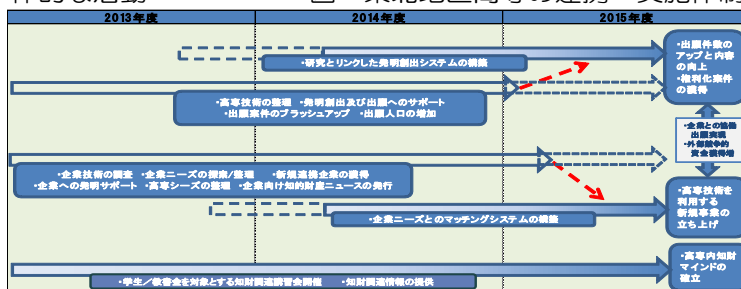 2013年度 2014年度 2015年度
・研究とリンクした発明創出システムの構築
・出願件数の
アップと内容
の向上
・権利化案件
の獲得
・高専技術の整理 ・発明創出及び出願へのサポート
・出願案件のブラッシュアップ ・出願人口の増加
・企業との協働
出願実現
・外部競争的
資金獲得増
・企業技術の調査 ・企業ニーズの探索/整理 ・新規連携企業の獲得
・企業への発明サポート ・高専シーズの整理 ・企業向け知的財産ニュースの発行
・企業ニーズとのマッチングシステムの構築
・高専技術を
利用する
新規事業の
立ち上げ
・学生/教審会を対象とする知財関連講習会開催 ・知財関連情報の提供
・高専内知財
マインドの
確立